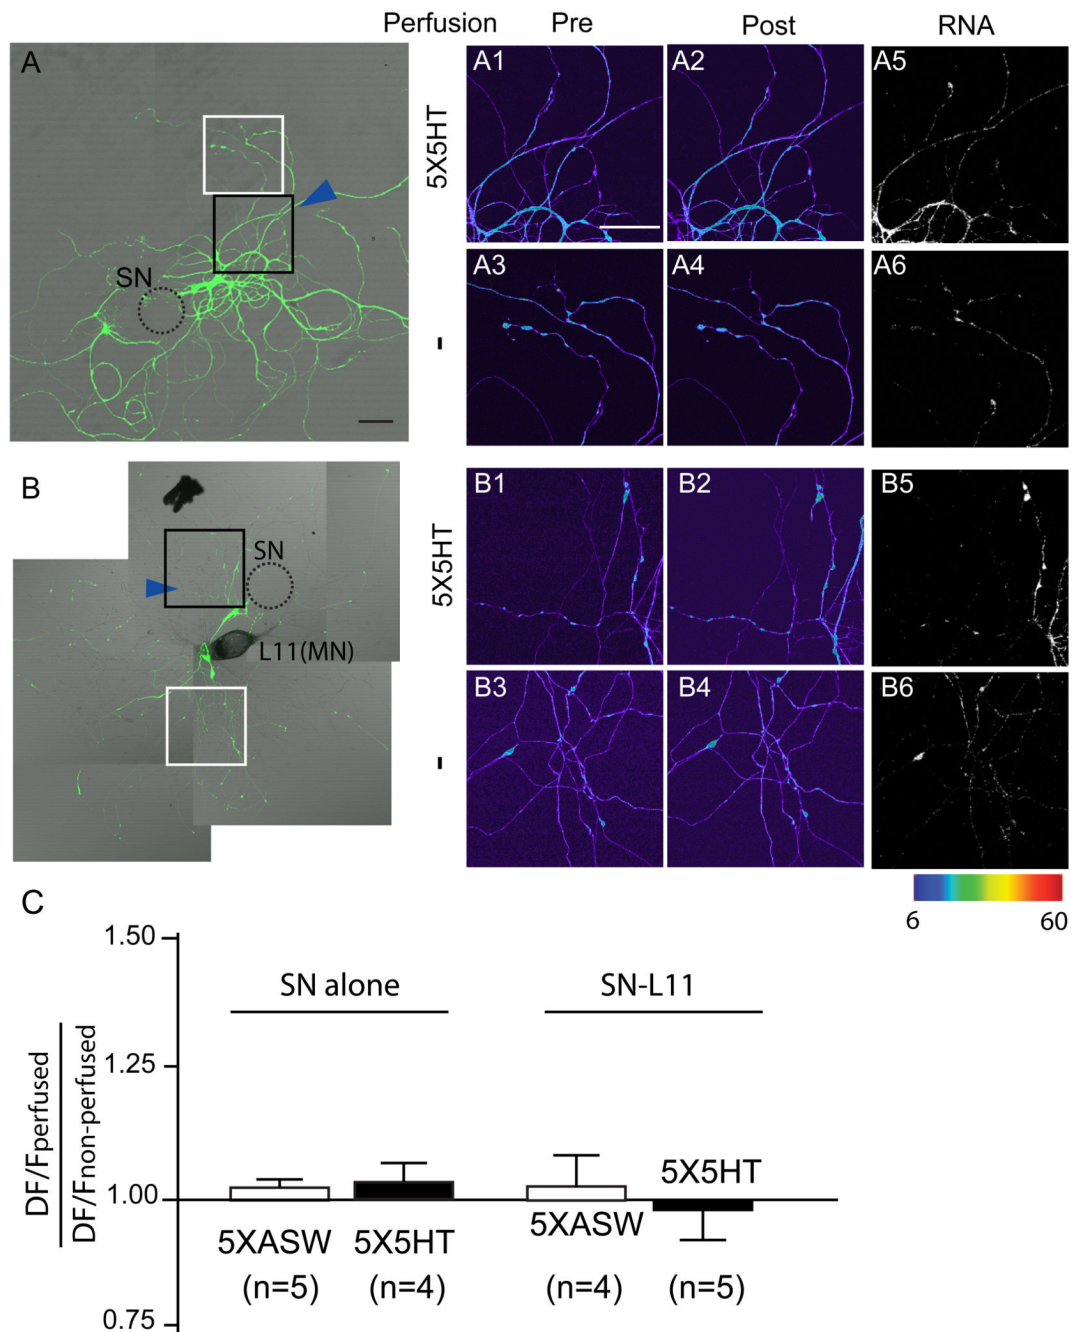 Perfusion Pre Post RNA
A
SN
5X5HT
A1 A2 A5
-
A3 A4 A6
B
SN
L11(MN)
5X5HT
B1 B2 B5
-
B3 B4 B6
6 60
C
1.50
1.25
1.00
0.75
DF/Fperfused
DF/Fnon-perfused
SN alone SN-L11
5XASW 5X5HT 5XASW 5X5HT
(n=5) (n=4) (n=4) (n=5)